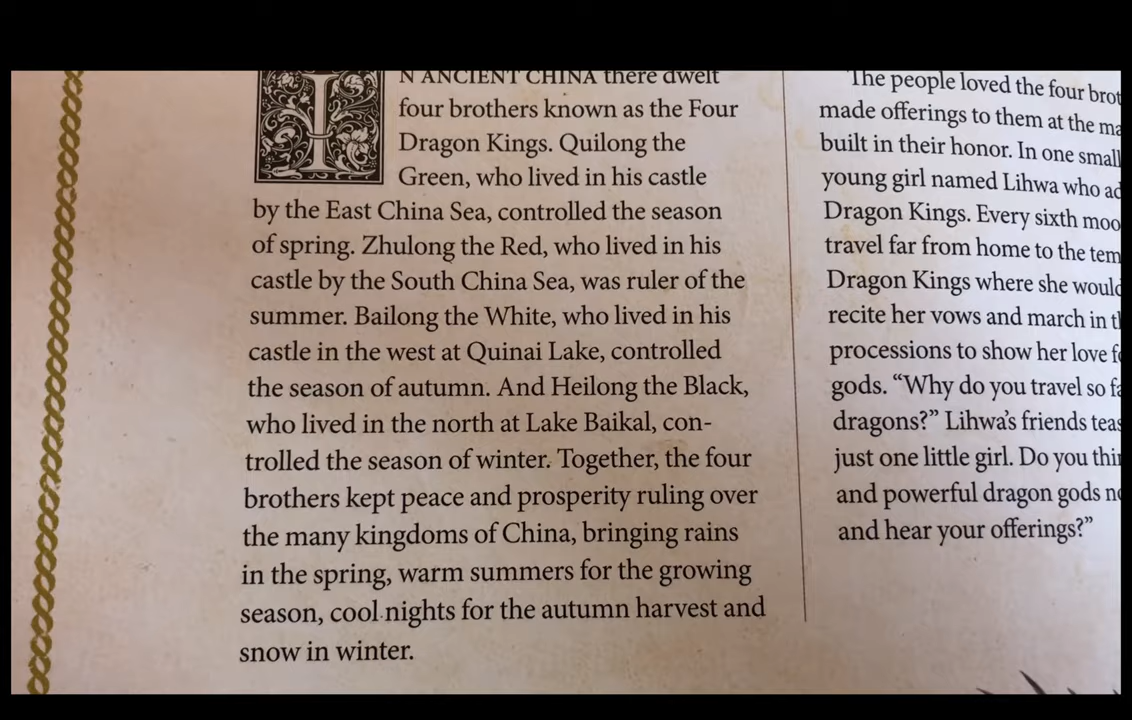 IN ANCIENT CHINA there dwelt
four brothers known as the Four
Dragon Kings. Quilong the
Green, who lived in his castle
by the East China Sea, controlled the season
of spring. Zhulong the Red, who lived in his
castle by the South China Sea, was ruler of the
summer. Bailong the White, who lived in his
castle in the west at Quinai Lake, controlled
the season of autumn. And Heilong the Black,
who lived in the north at Lake Baikal, con-
trolled the season of winter. Together, the four
brothers kept peace and prosperity ruling over
the many kingdoms of China, bringing rains
in the spring, warm summers for the growing
season, cool nights for the autumn harvest and
snow in winter.
The people loved the four
made offerings to them at the
built in their honor. In one small
young girl named Lihwa who
Dragon Kings. Every sixth
travel far from home to the
Dragon Kings where she would
recite her vows and march in
processions to show her love
gods. “Why do you travel so
dragons?” Lihwa’s friends
just one little girl. Do you
and powerful dragon gods
and hear your offerings?”